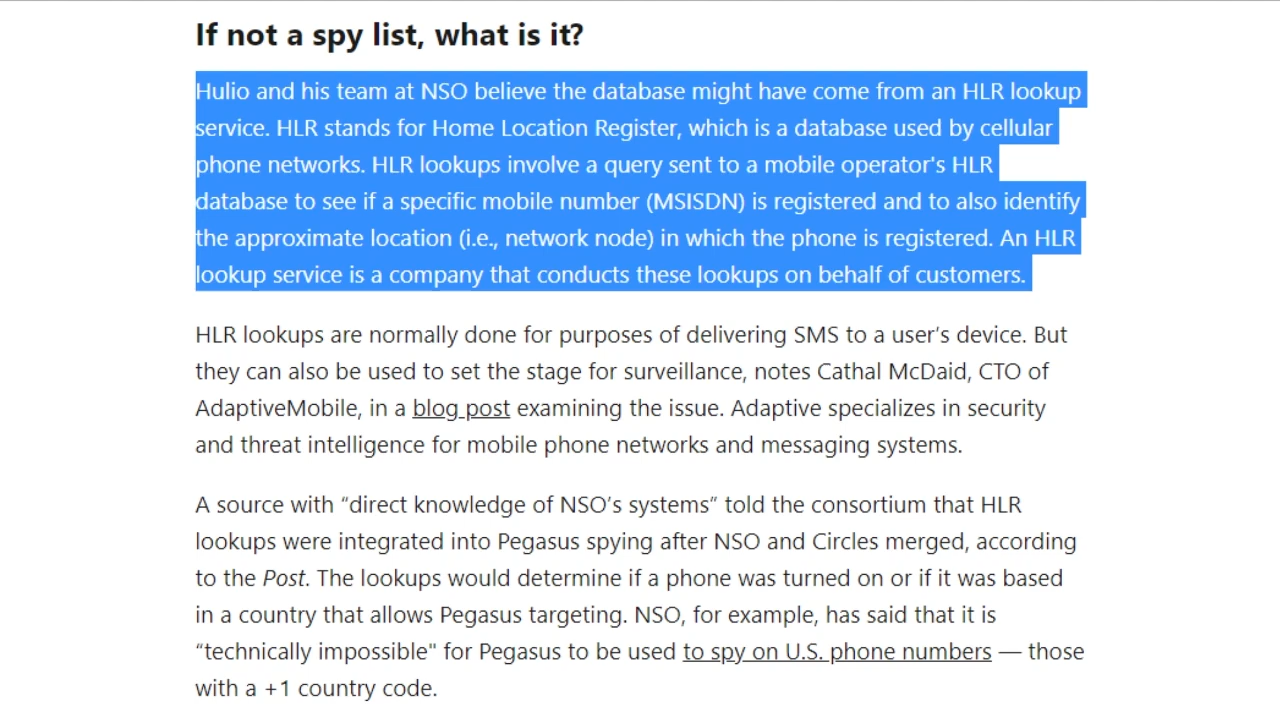 If not a spy list, what is it?
Hulio and his team at NSO believe the database might have come from an HLR lookup
service. HLR stands for Home Location Register, which is a database used by cellular
phone networks. HLR lookups involve a query sent to a mobile operator's HLR
database to see if a specific mobile number (MSISDN) is registered and to also identify
the approximate location (i.e., network node) in which the phone is registered. An HLR
lookup service is a company that conducts these lookups on behalf of customers.
HLR lookups are normally done for purposes of delivering SMS to a user’s device. But
they can also be used to set the stage for surveillance, notes Cathal McDaid, CTO of
AdaptiveMobile, in a blog post examining the issue. Adaptive specializes in security
and threat intelligence for mobile phone networks and messaging systems.
A source with “direct knowledge of NSO’s systems” told the consortium that HLR
lookups were integrated into Pegasus spying after NSO and Circles merged, according
to the Post. The lookups would determine if a phone was turned on or if it was based
in a country that allows Pegasus targeting. NSO, for example, has said that it is
“technically impossible" for Pegasus to be used to spy on U.S. phone numbers — those
with a +1 country code.